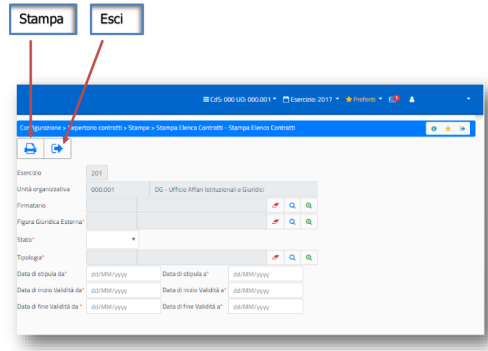 Stampa Esci
CdS: 000 UO: 000.001 Esercizio: 2017 Preferiti
Configurazione > Repertorio contratti > Stampe > Stampa Elenco Contratti - Stampa Elenco Contratti
Esercizio 201
Unità organizzativa 000.001 DG - Ufficio Affari Istituzionali e Giuridici
Firmatario
Figura Giuridica Esterna*
Stato*
Tipologia*
Data di stipula da* dd/MM/yyyy Data di stipula a* dd/MM/yyyy
Data di inizio Validità da* dd/MM/yyyy Data di inizio Validità a* dd/MM/yyyy
Data di fine Validità da * dd/MM/yyyy Data di fine Validità a* dd/MM/yyyy